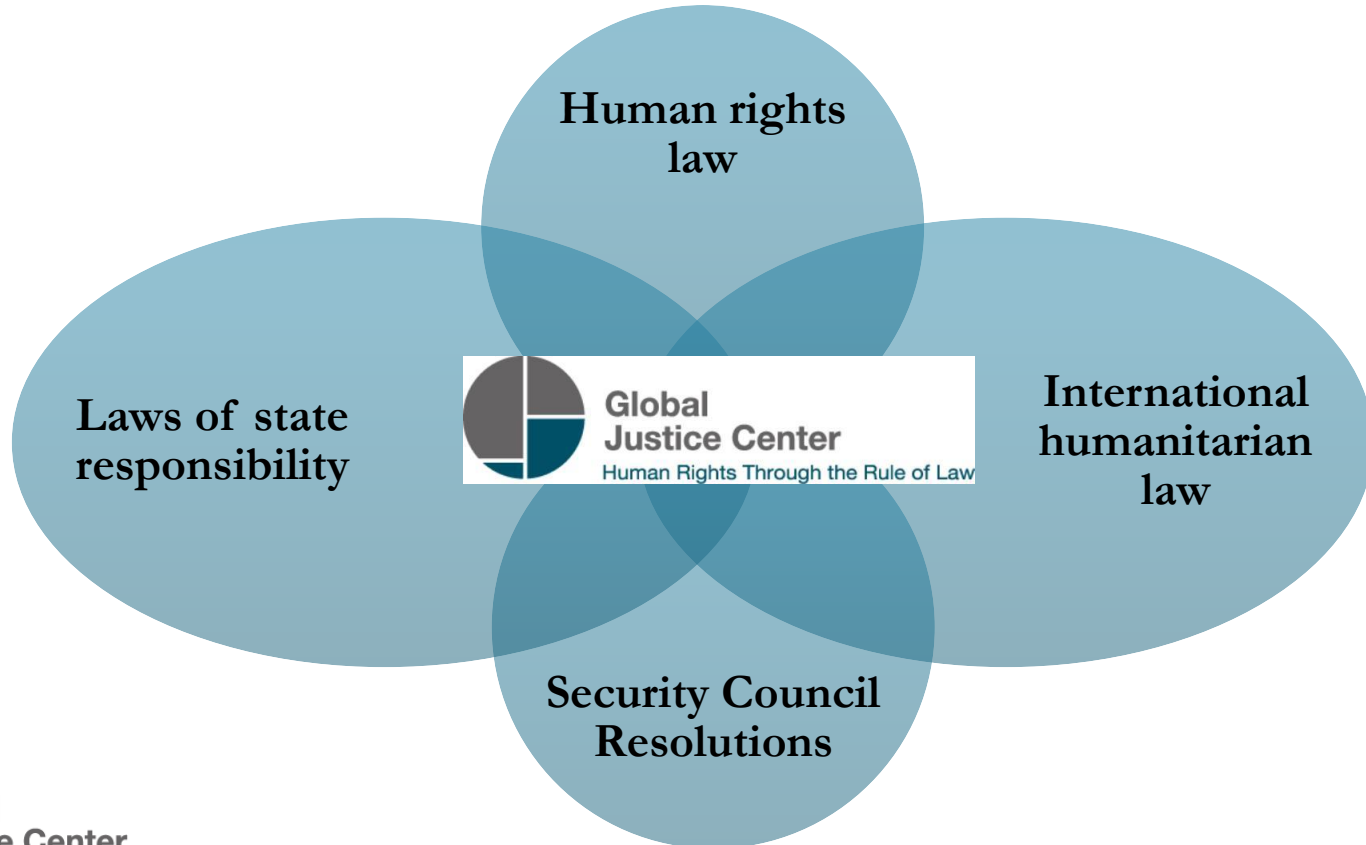 Human rights
law
Laws of state
responsibility
Global
Justice Center
Human Rights Through the Rule of Law
International
humanitarian
law
Security Council
Resolutions
Center